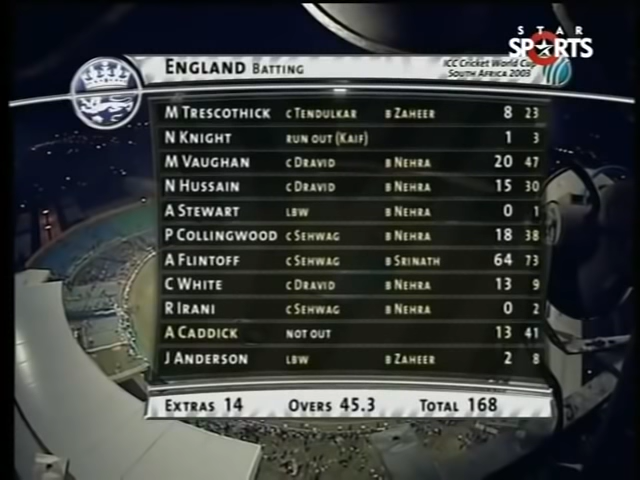 STAR
SPORTS
ENGLAND BATTING
ICC Cricket World Cup
SOUTH AFRICA 2003
M TRESCOTHICK C TENDULKAR B ZAHEER 8 23
N KNIGHT RUN OUT (KAIF) 1 3
M VAUGHAN C DRAVID B NEHRA 20 47
N HUSSAIN C DRAVID B NEHRA 15 30
A STEWART LBW B NEHRA 0 1
P COLLINGWOOD C SEHWAG B NEHRA 18 38
A FLINTOFF C SEHWAG B SRINATH 64 73
C WHITE C DRAVID B NEHRA 13 9
R IRANI C SEHWAG B NEHRA 0 2
A CADDICK NOT OUT 13 41
J ANDERSON LBW B ZAHEER 2 8
EXTRAS 14 OVERS 45.3 TOTAL 168